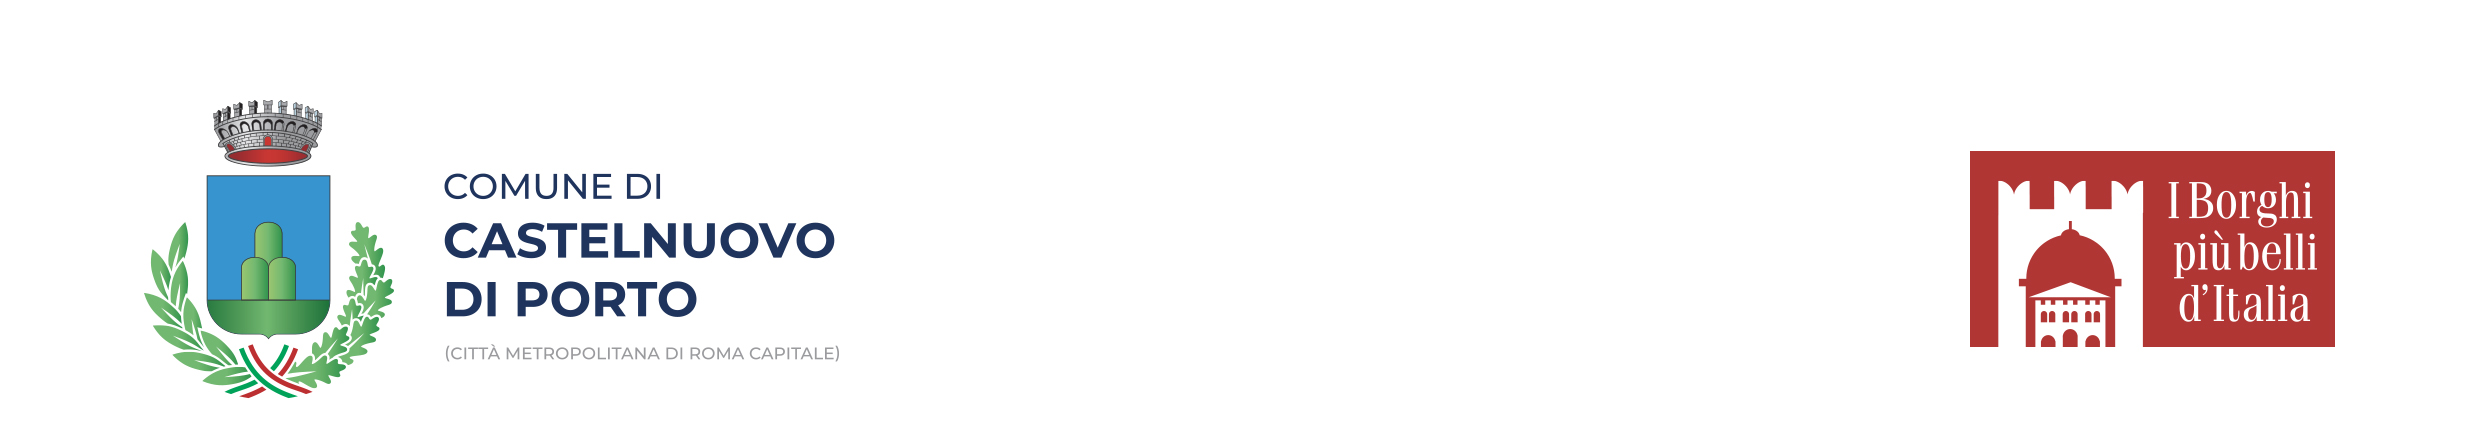 COMUNE DI
CASTELNUOVO
DI PORTO
(CITTÀ METROPOLITANA DI ROMA CAPITALE)
I Borghi
più belli
d'Italia